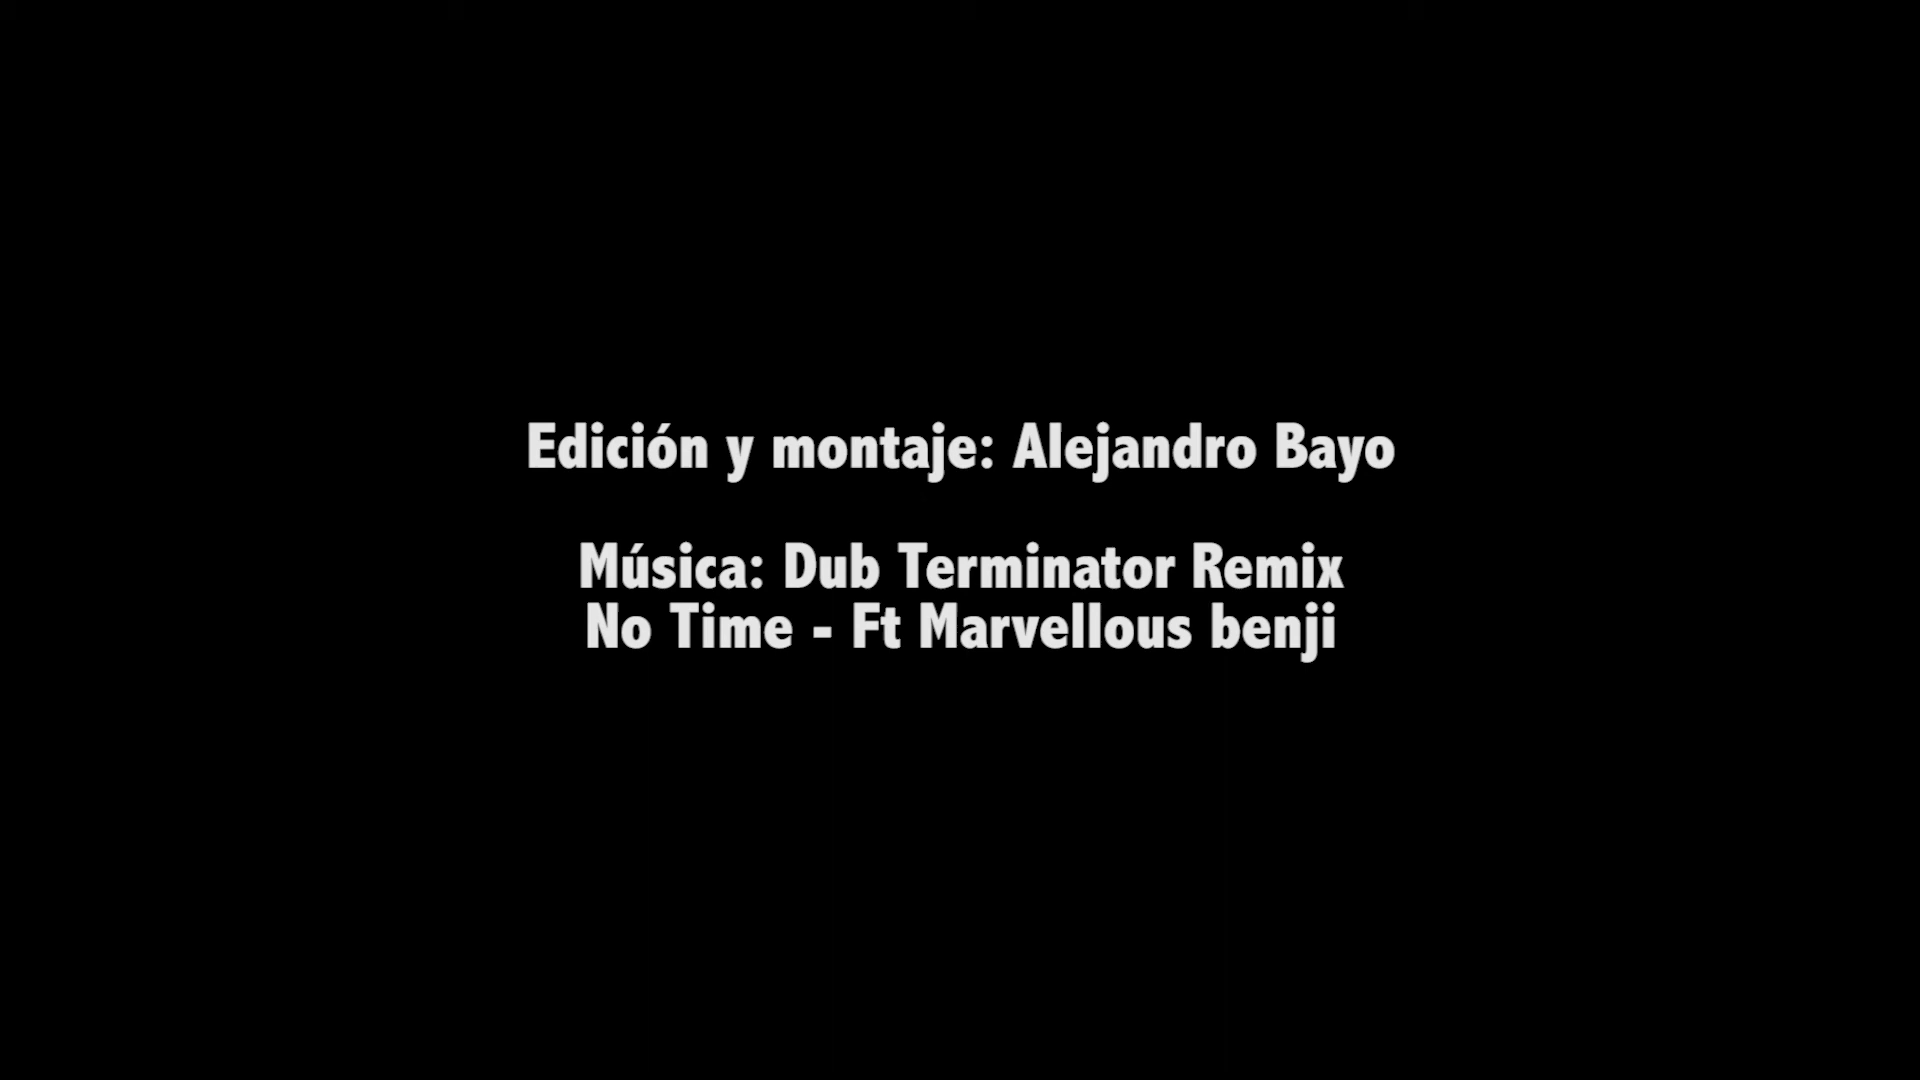 Edición y montaje: Alejandro Bayo
Música: Dub Terminator Remix
No Time - Ft Marvellous benji